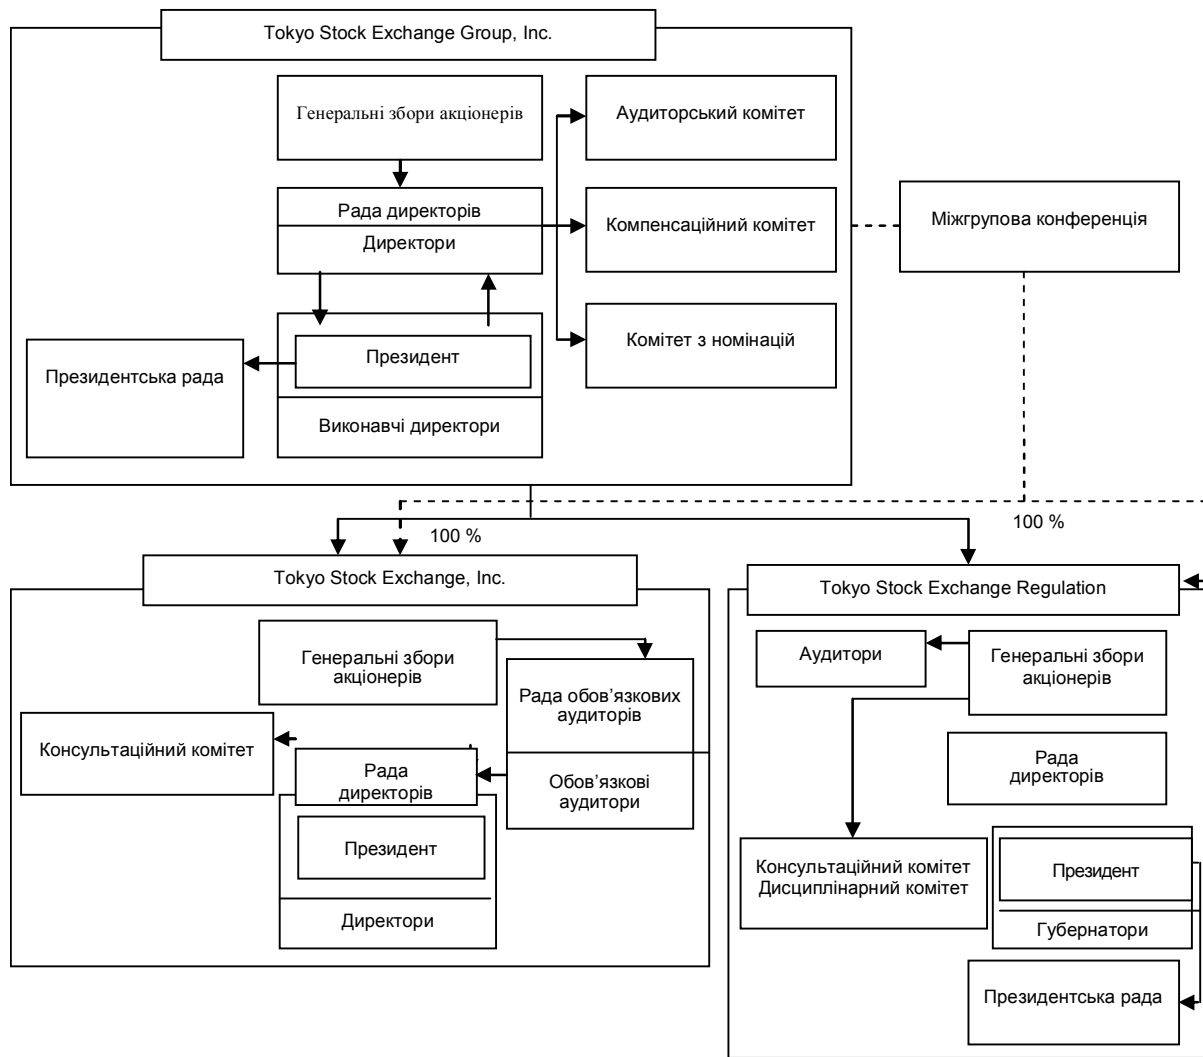 Tokyo Stock Exchange Group, Inc.
Генеральні збори акціонерів
Аудиторський комітет
Рада директорів
Директори
Компенсаційний комітет
Міжгрупова конференція
Президент
Комітет з номінацій
Президентська рада
Виконавчі директори
100 %
100 %
Tokyo Stock Exchange, Inc.
Генеральні збори
акціонерів
Рада обов’язкових
аудиторів
Консультаційний комітет
Рада
директорів
Обов’язкові
аудитори
Президент
Директори
Tokyo Stock Exchange Regulation
Аудитори
Генеральні збори
акціонерів
Рада
директорів
Консультаційний комітет
Дисциплінарний комітет
Президент
Губернатори
Президентська рада